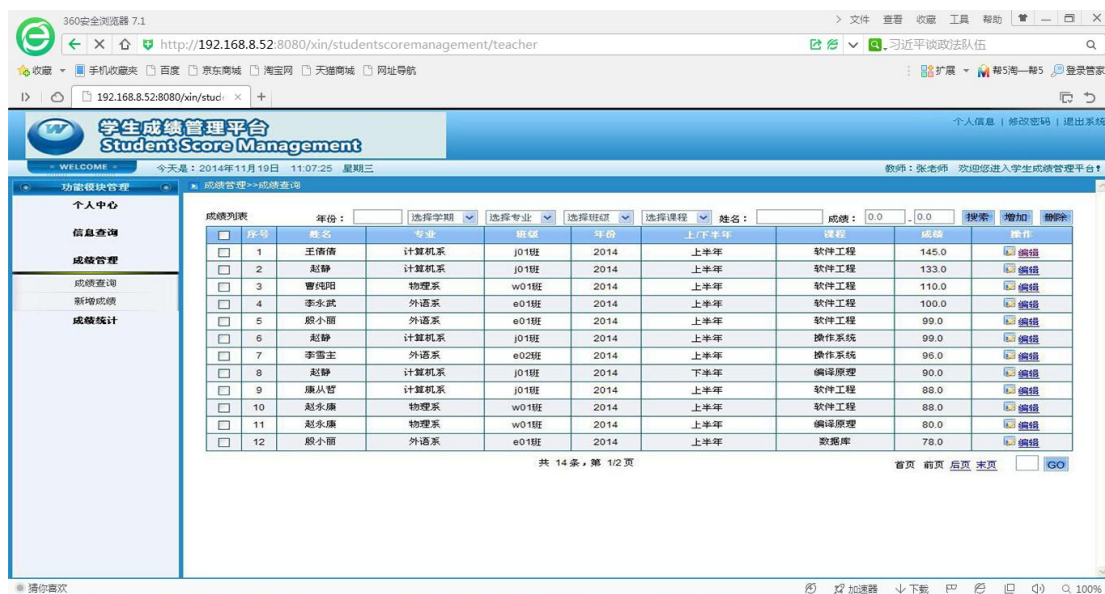 360安全浏览器 7.1
文件 查看 收藏 工具 帮助
http://192.168.8.52:8080/xin/studentscoremanagement/teacher
习近平谈政法队伍
收藏 手机收藏夹 百度 京东商城 淘宝网 天猫商城 网址导航
扩展 帮5淘—帮5 登录管家
192.168.8.52:8080/xin/stud
学生成绩管理平台
Student Score Management
个人信息 | 修改密码 | 退出系统
WELCOME
今天是：2014年11月19日 11:07:25 星期三
教师：张老师 欢迎您进入学生成绩管理平台！
功能模块管理
成绩管理>>成绩查询
个人中心
信息查询
成绩管理
成绩查询
新增成绩
成绩统计
成绩列表 年份： 选择学期 选择专业 选择班级 选择课程 姓名： 成绩： 0.0 - 0.0 搜索 增加 删除
序号 姓名 专业 班级 年份 上/下半年 课程 成绩 操作
1 王倩倩 计算机系 j01班 2014 上半年 软件工程 145.0 编辑
2 赵静 计算机系 j01班 2014 上半年 软件工程 133.0 编辑
3 曹纯阳 物理系 w01班 2014 上半年 软件工程 110.0 编辑
4 李永武 外语系 e01班 2014 上半年 软件工程 100.0 编辑
5 殷小丽 外语系 e01班 2014 上半年 软件工程 99.0 编辑
6 赵静 计算机系 j01班 2014 上半年 操作系统 99.0 编辑
7 李雪主 外语系 e02班 2014 上半年 操作系统 96.0 编辑
8 赵静 计算机系 j01班 2014 下半年 编译原理 90.0 编辑
9 康从哲 计算机系 j01班 2014 上半年 软件工程 88.0 编辑
10 赵永康 物理系 w01班 2014 上半年 软件工程 88.0 编辑
11 赵永康 物理系 w01班 2014 上半年 编译原理 80.0 编辑
12 殷小丽 外语系 e01班 2014 上半年 数据库 78.0 编辑
共 14条，第 1/2页
首页 前页 后页 末页 GO
猜你喜欢
加速器 下载 100%